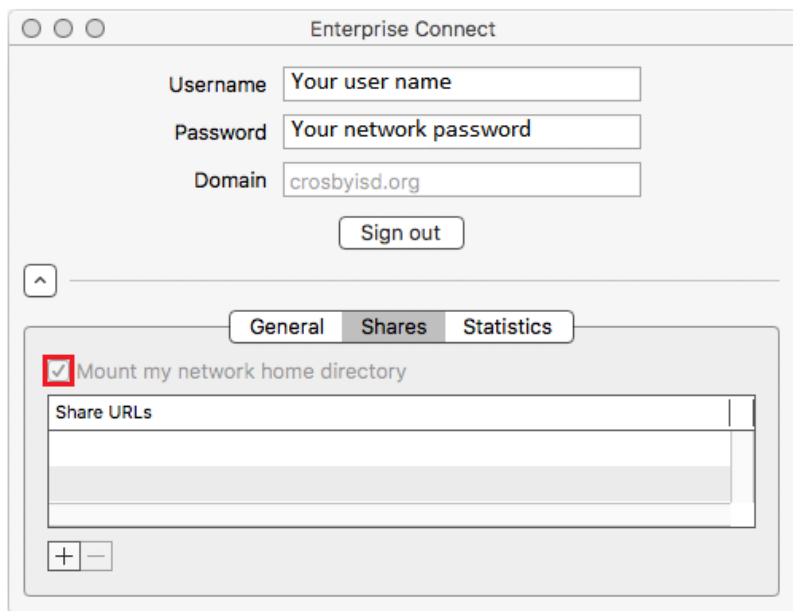 Enterprise Connect
Username Your user name
Password Your network password
Domain crosbyisd.org
Sign out
General Shares Statistics
Mount my network home directory
Share URLs